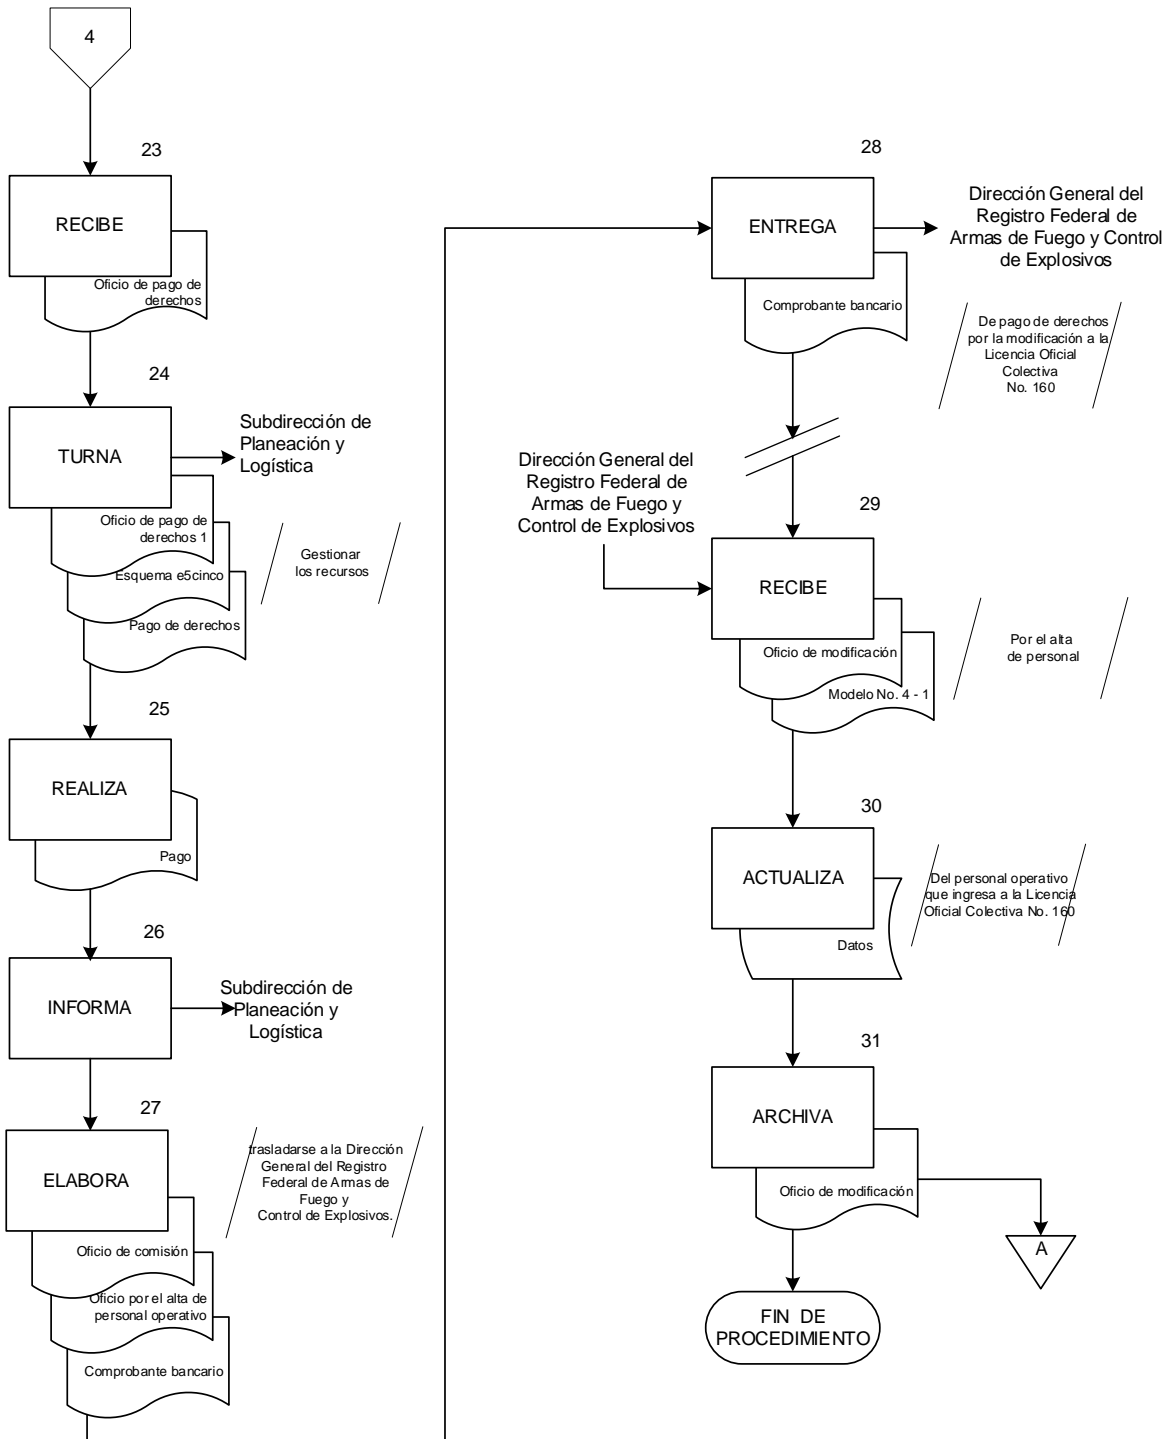 4
23
RECIBE
Oficio de pago de
derechos
24
TURNA
Subdirección de
Planeación y
Logística
Oficio de pago de
derechos 1
Esquema e5cinco
Pago de derechos
Gestionar
los recursos
25
REALIZA
Pago
26
INFORMA
Subdirección de
Planeación y
Logística
27
ELABORA
trasladarse a la Dirección
General del Registro
Federal de Armas de
Fuego y
Control de Explosivos.
Oficio de comisión
Oficio por el alta de
personal operativo
Comprobante bancario
28
ENTREGA
Dirección General del
Registro Federal de
Armas de Fuego y Control
de Explosivos
Comprobante bancario
De pago de derechos
por la modificación a la
Licencia Oficial
Colectiva
No. 160
Dirección General del
Registro Federal de
Armas de Fuego y
Control de Explosivos
29
RECIBE
Oficio de modificación
Modelo No. 4 - 1
Por el alta
de personal
30
ACTUALIZA
Datos
Del personal operativo
que ingresa a la Licencia
Oficial Colectiva No. 160
31
ARCHIVA
Oficio de modificación
A
FIN DE
PROCEDIMIENTO